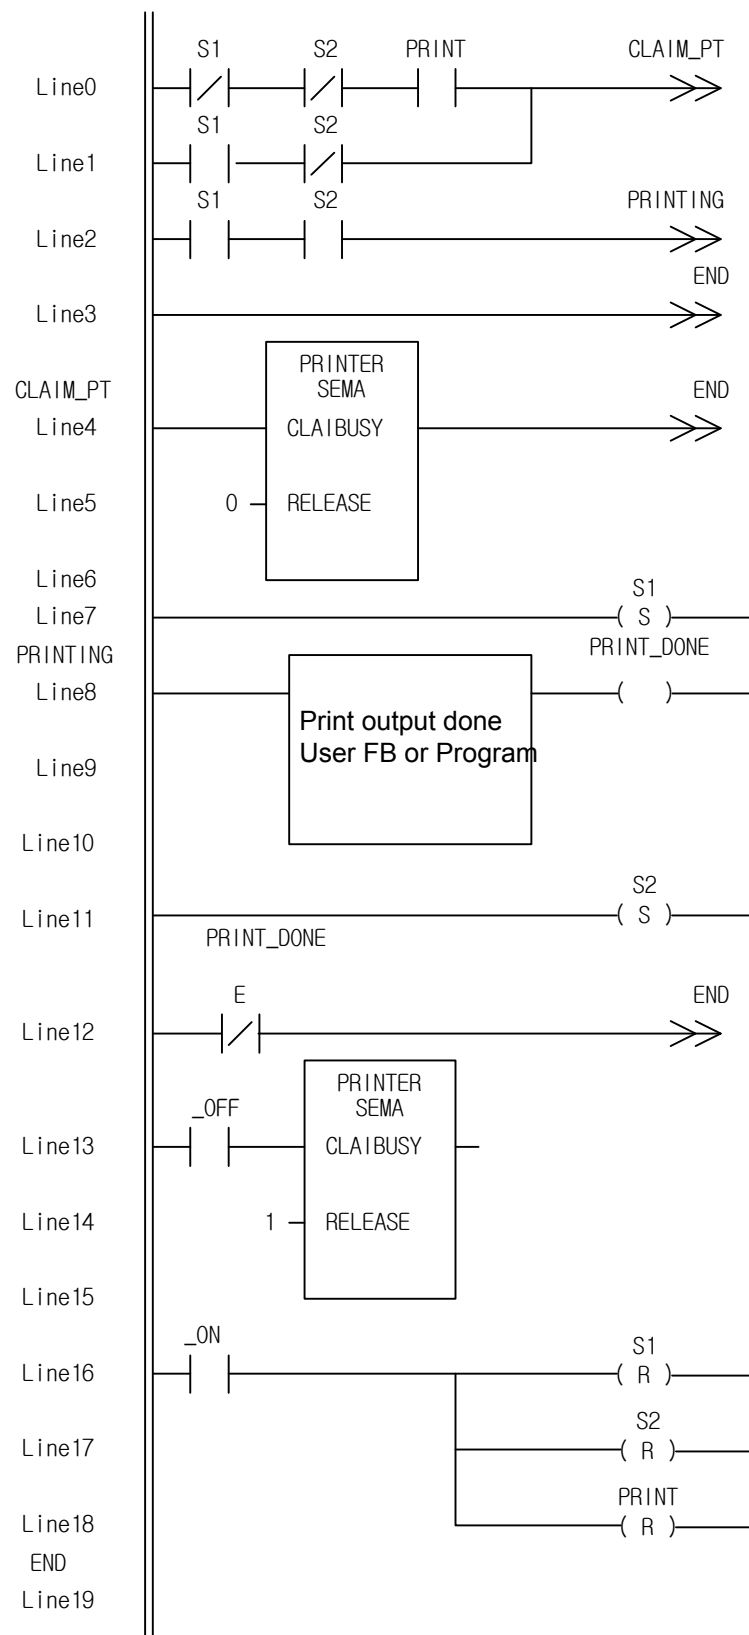 S1 S2 PRINT CLAIM_PT
Line0
S1 S2
Line1
S1 S2 PRINTING
Line2
END
Line3
PRINTER
SEMA
CLAIM_PT END
Line4 CLAIBUSY
Line5 0 RELEASE
Line6
S1
Line7 ( S )
PRINTING PRINT_DONE
Line8 ( )
Print output done
User FB or Program
Line9
Line10
S2
Line11 ( S )
PRINT_DONE
E END
Line12
PRINTER
SEMA
_OFF
Line13 CLAIBUSY
Line14 1 RELEASE
Line15
_ON S1
Line16 ( R )
S2
Line17 ( R )
PRINT
Line18 ( R )
END
Line19